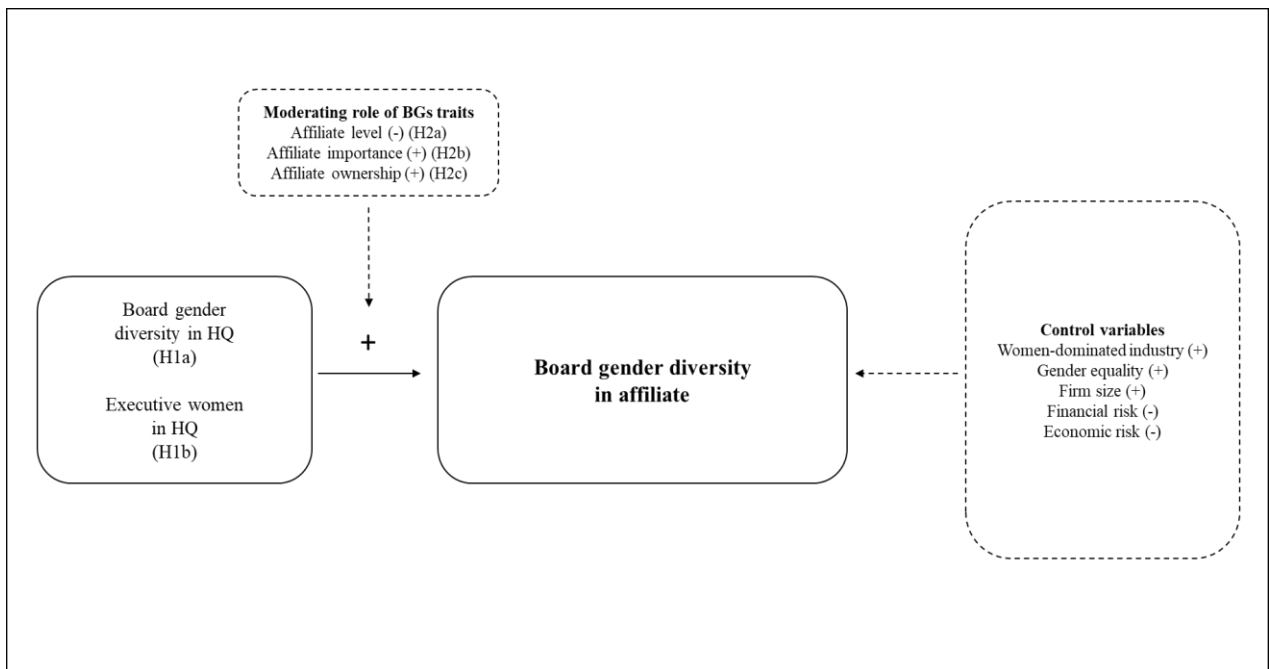 Moderating role of BGs traits
Affiliate level (-) (H2a)
Affiliate importance (+) (H2b)
Affiliate ownership (+) (H2c)
Board gender
diversity in HQ
(H1a)
Executive women
in HQ
(H1b)
+
Board gender diversity
in affiliate
Control variables
Women-dominated industry (+)
Gender equality (+)
Firm size (+)
Financial risk (-)
Economic risk (-)